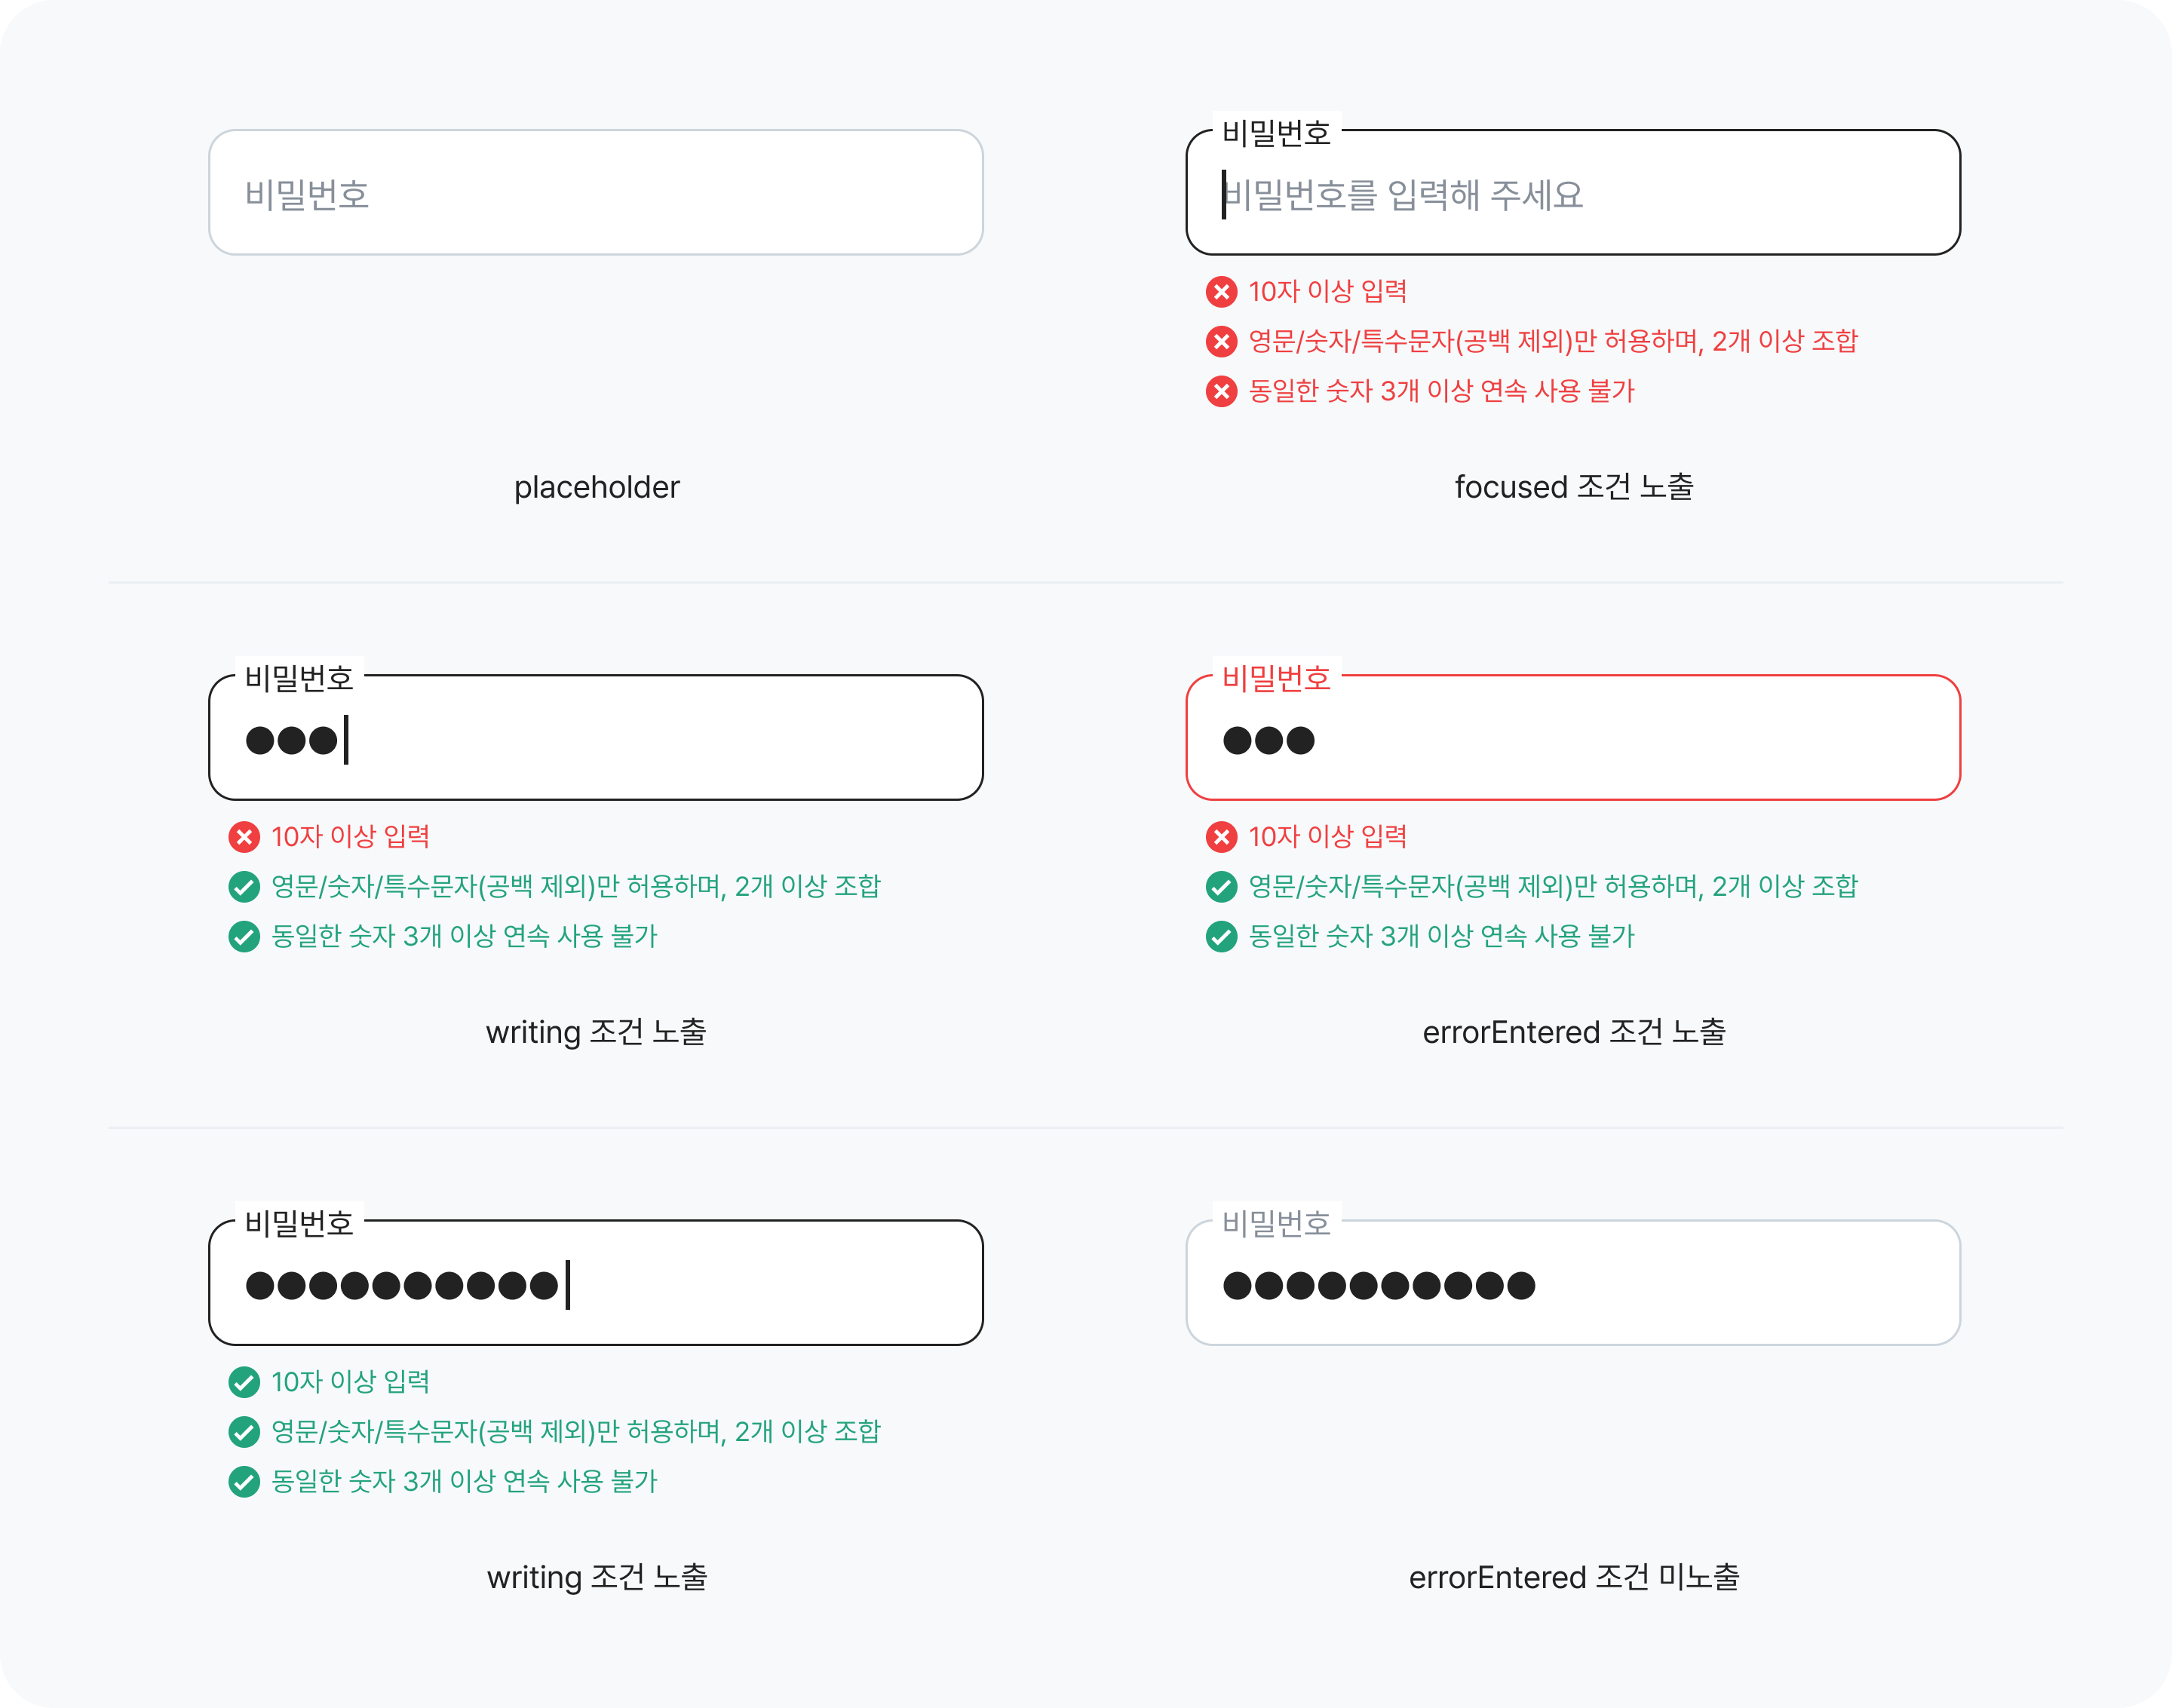 비밀번호
비밀번호
비밀번호를 입력해 주세요
10자 이상 입력
영문/숫자/특수문자(공백 제외)만 허용하며, 2개 이상 조합
동일한 숫자 3개 이상 연속 사용 불가
placeholder
focused 조건 노출
비밀번호
10자 이상 입력
영문/숫자/특수문자(공백 제외)만 허용하며, 2개 이상 조합
동일한 숫자 3개 이상 연속 사용 불가
writing 조건 노출
비밀번호
10자 이상 입력
영문/숫자/특수문자(공백 제외)만 허용하며, 2개 이상 조합
동일한 숫자 3개 이상 연속 사용 불가
errorEntered 조건 노출
비밀번호
10자 이상 입력
영문/숫자/특수문자(공백 제외)만 허용하며, 2개 이상 조합
동일한 숫자 3개 이상 연속 사용 불가
writing 조건 노출
비밀번호
errorEntered 조건 미노출